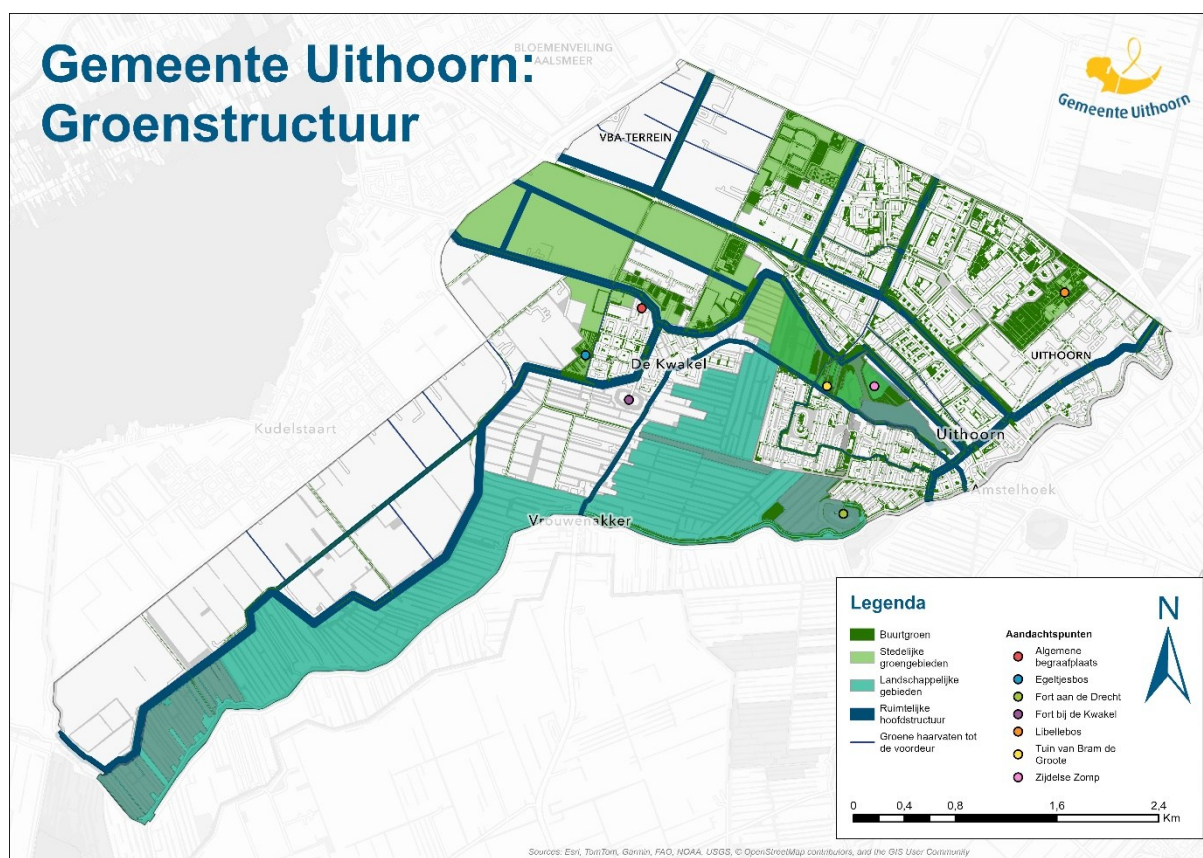 Gemeente Uithoorn:
Groenstructuur
BLOEMENVEILING
AALSMEER
Gemeente Uithoorn
VBA-TERREIN
UITHOORN
De Kwakel
Kudelstaart
Uithoorn
Amstelhoek
Vrouwenakker
Legenda
Buurtgroen
Stedelijke
groengebieden
Landschappelijke
gebieden
Ruimtelijke
hoofdstructuur
Groene haarvaten tot
de voordeur
Aandachtspunten
Algemene
begraafplaats
Egeltjesbos
Fort aan de Drecht
Fort bij de Kwakel
Libellebos
Tuin van Bram de
Groote
Zijdelse Zomp
N
0 0,4 0,8 1,6 2,4
Km
Sources: Esri, TomTom, Garmin, FAO, NOAA, USGS, © OpenStreetMap contributors, and the GIS User Community